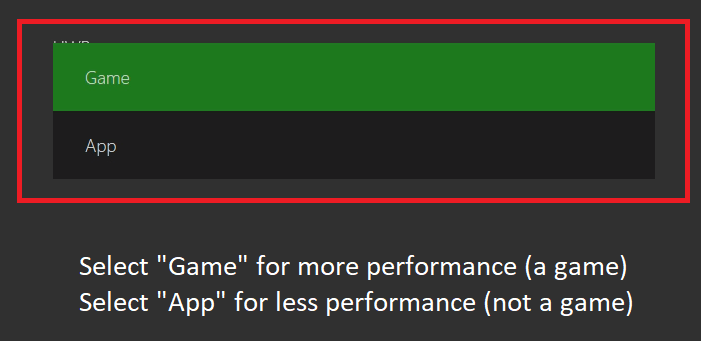 Game
App
Select "Game" for more performance (a game)
Select "App" for less performance (not a game)